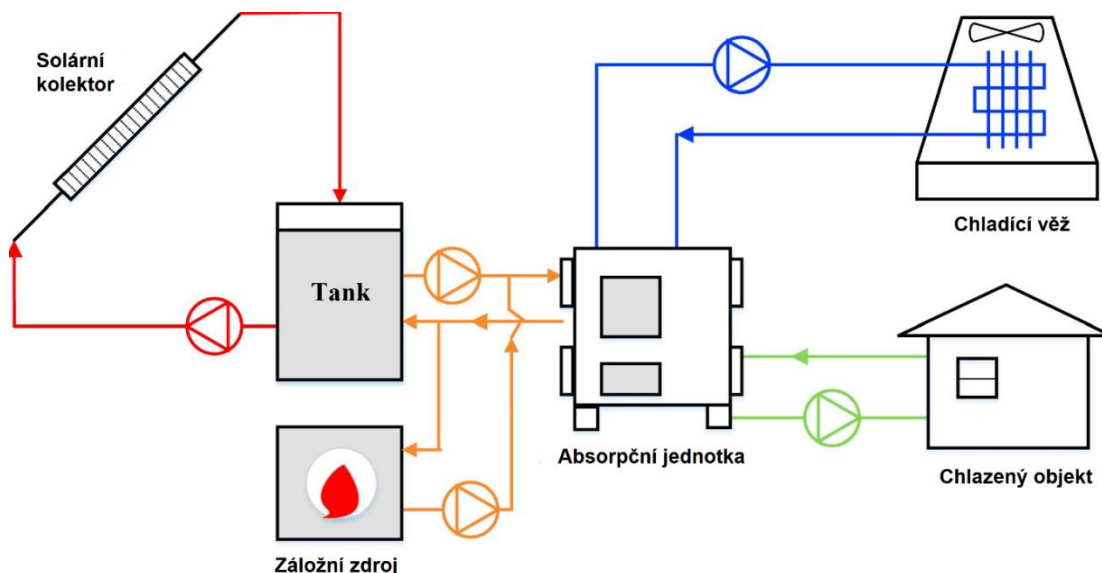 Solární
kolektor
Tank
Chladící věž
Absorpční jednotka
Chlazený objekt
Záložní zdroj